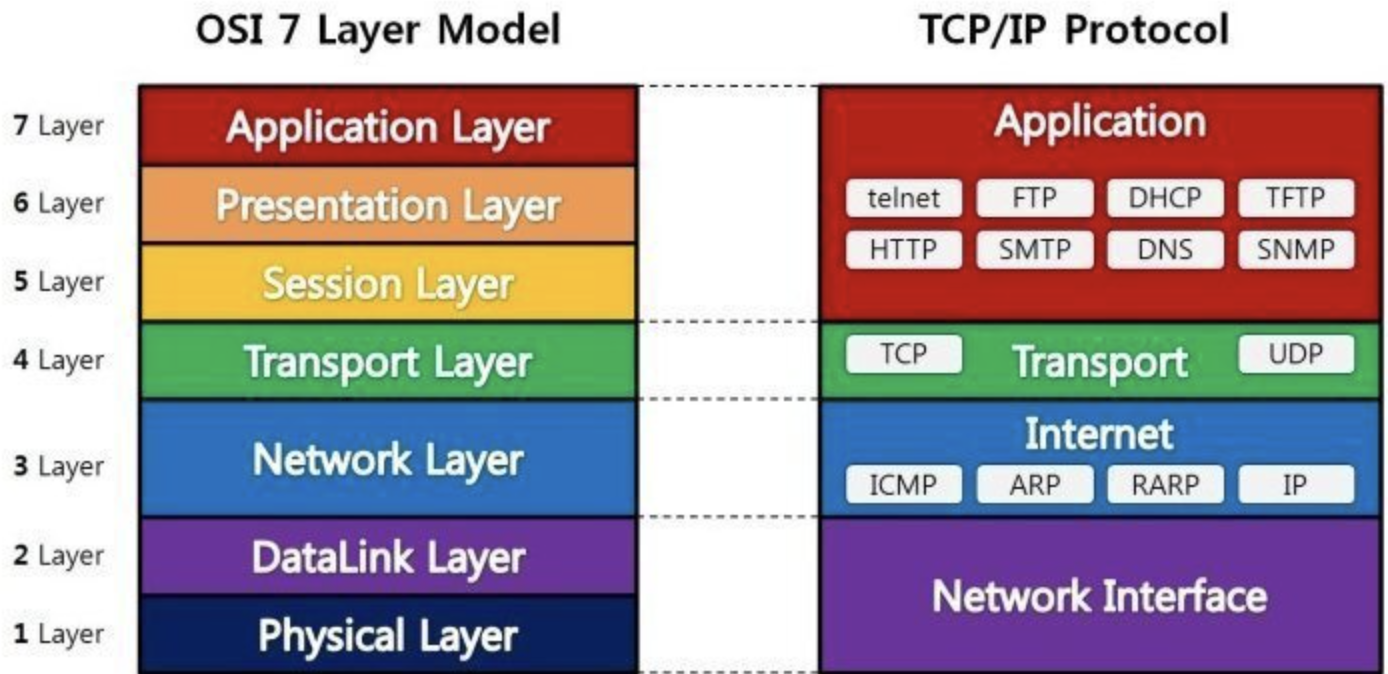 OSI 7 Layer Model
TCP/IP Protocol
7 Layer
Application Layer
6 Layer
Presentation Layer
5 Layer
Session Layer
4 Layer
Transport Layer
3 Layer
Network Layer
2 Layer
DataLink Layer
1 Layer
Physical Layer
Application
telnet FTP DHCP TFTP
HTTP SMTP DNS SNMP
TCP Transport UDP
Internet
ICMP ARP RARP IP
Network Interface